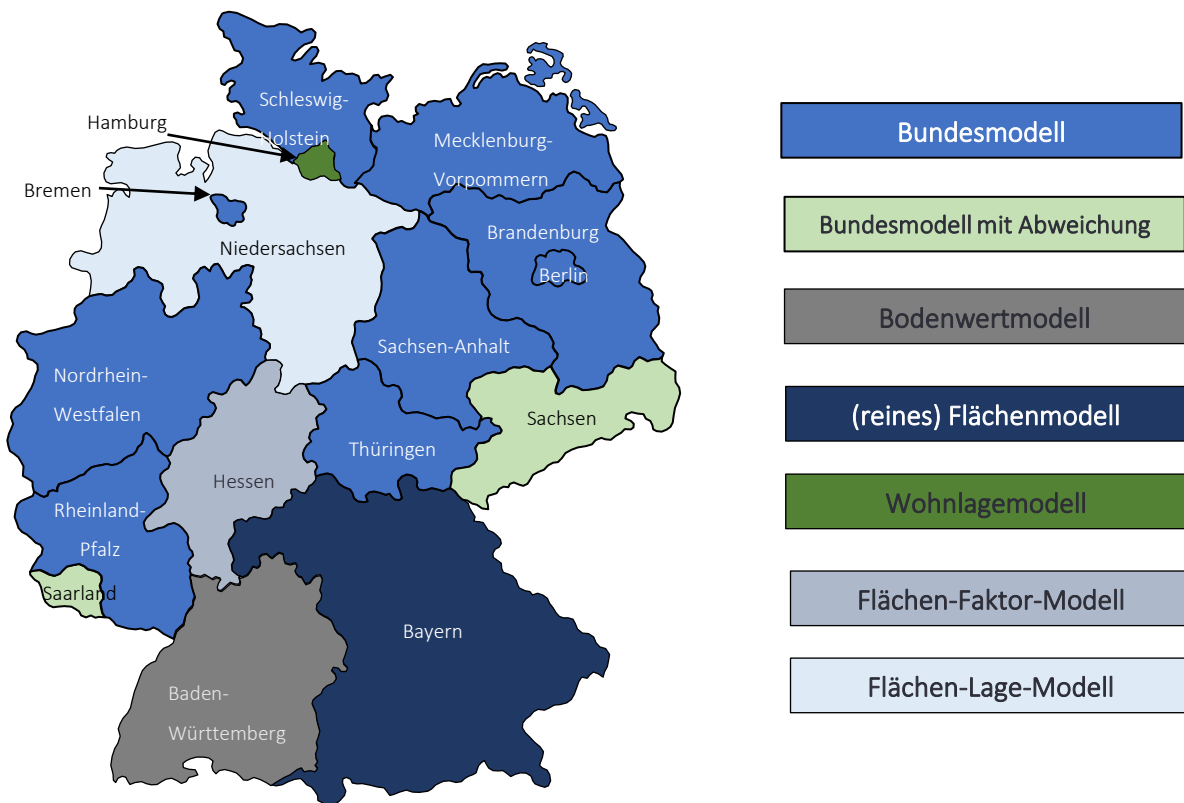 Schleswig-
Holstein
Hamburg
Mecklenburg-
Vorpommern
Bremen
Niedersachsen
Brandenburg
Berlin
Sachsen-Anhalt
Nordrhein-
Westfalen
Sachsen
Thüringen
Hessen
Rheinland-
Pfalz
Saarland
Bayern
Baden-
Württemberg
Bundesmodell
Bundesmodell mit Abweichung
Bodenwertmodell
(reines) Flächenmodell
Wohnlagemodell
Flächen-Faktor-Modell
Flächen-Lage-Modell